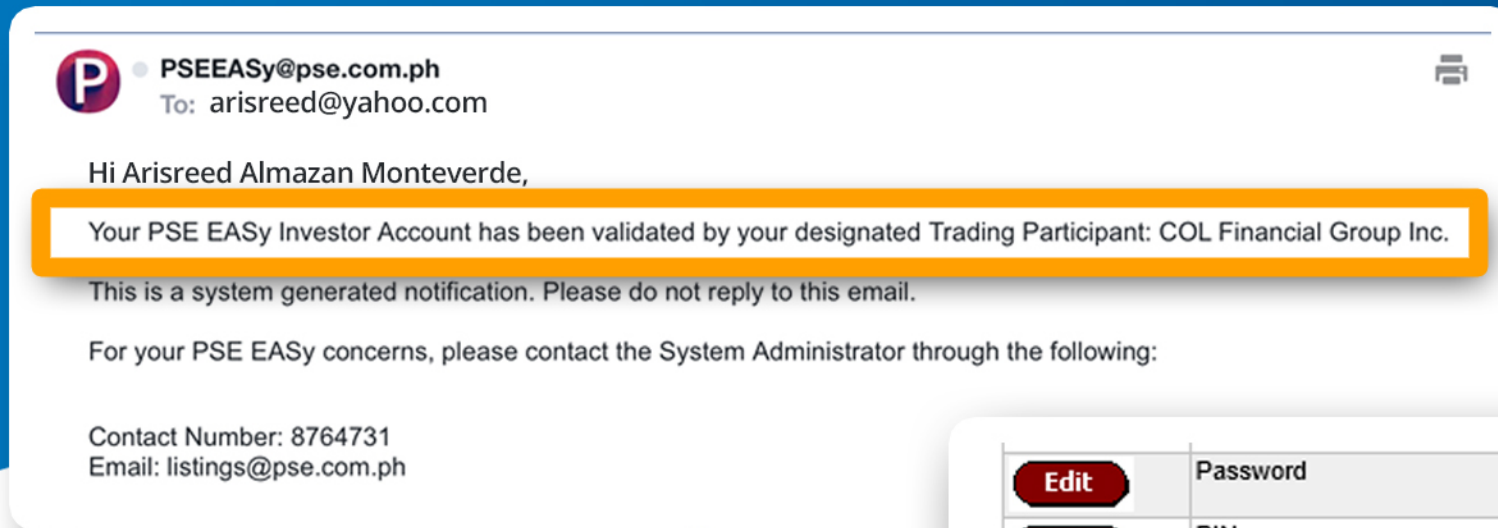 P
PSEEASy@pse.com.ph
To: arisreed@yahoo.com
Hi Arisreed Almazan Monteverde,
Your PSE EASy Investor Account has been validated by your designated Trading Participant: COL Financial Group Inc.
This is a system generated notification. Please do not reply to this email.
For your PSE EASy concerns, please contact the System Administrator through the following:
Contact Number: 8764731
Email: listings@pse.com.ph
Edit Password